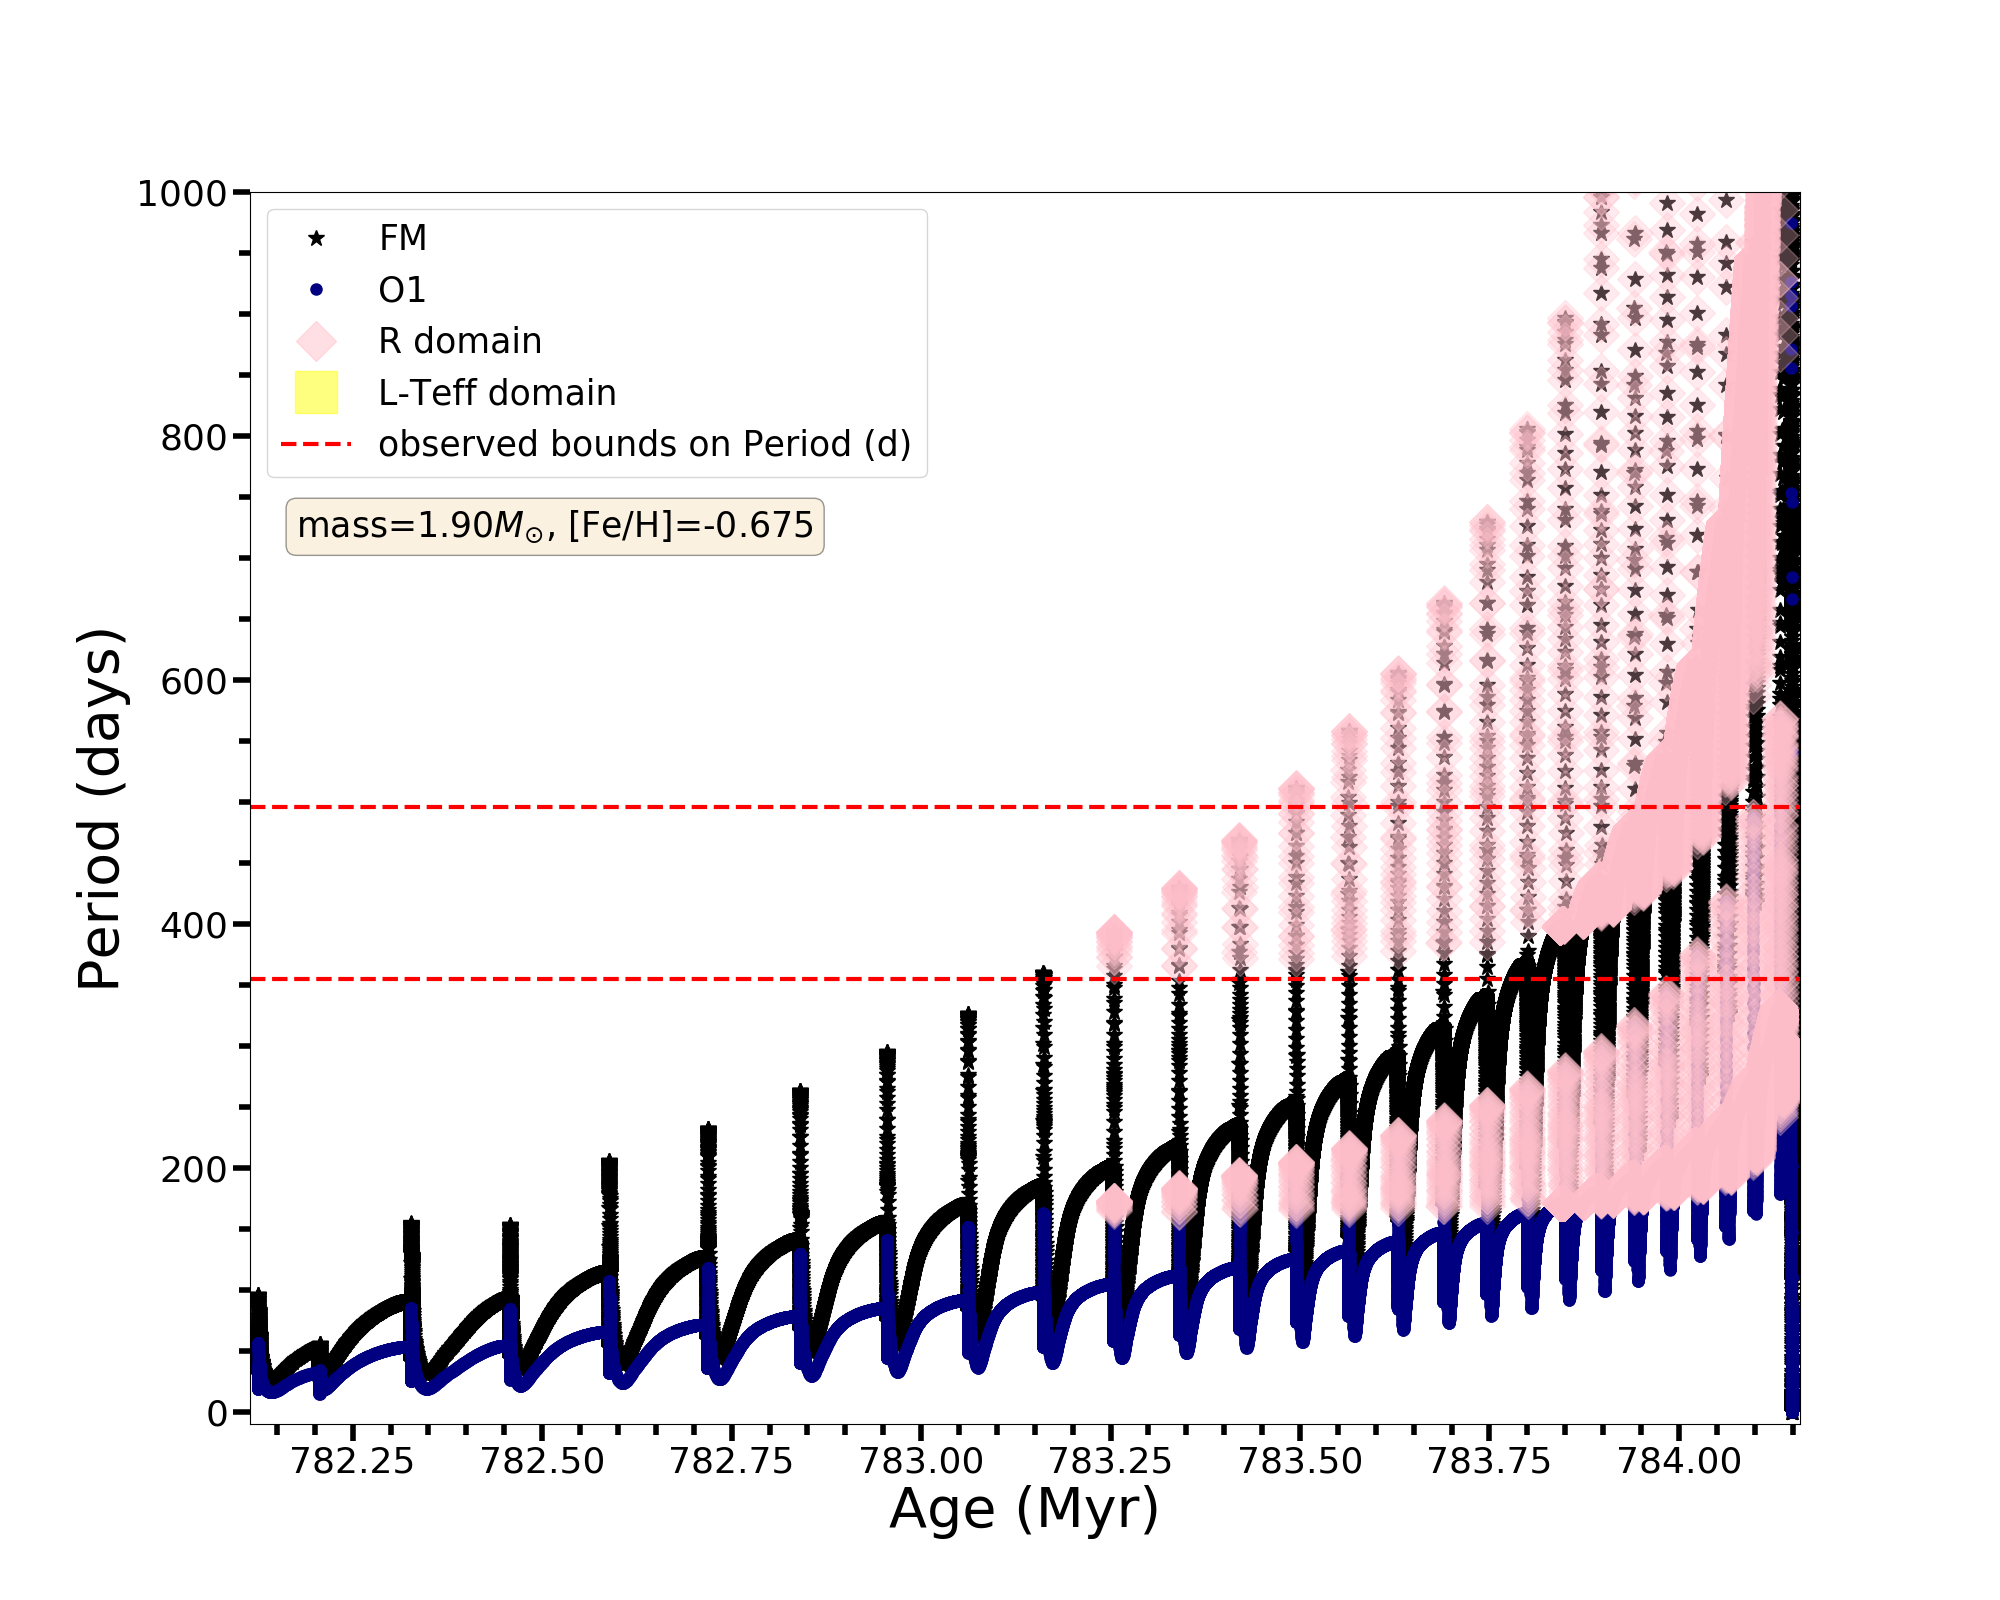 1000
800
600
400
200
0
Period (days)
FM
O1
R domain
L-Teff domain
observed bounds on Period (d)
mass=1.90M⊙, [Fe/H]=-0.675
782.25 782.50 782.75 783.00 783.25 783.50 783.75 784.00
Age (Myr)